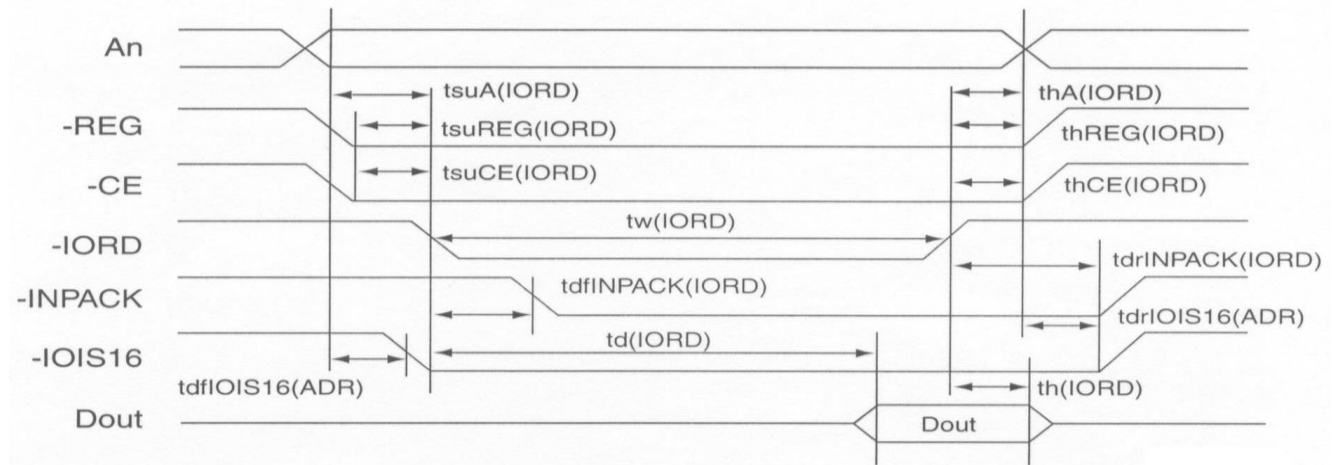 An
tsuA(IORD)
thA(IORD)
-REG
tsuREG(IORD)
thREG(IORD)
-CE
tsuCE(IORD)
thCE(IORD)
-IORD
tw(IORD)
tdrINPACK(IORD)
-INPACK
tdfINPACK(IORD)
tdrIOIS16(ADR)
-IOIS16
td(IORD)
tdfIOIS16(ADR)
th(IORD)
Dout
Dout